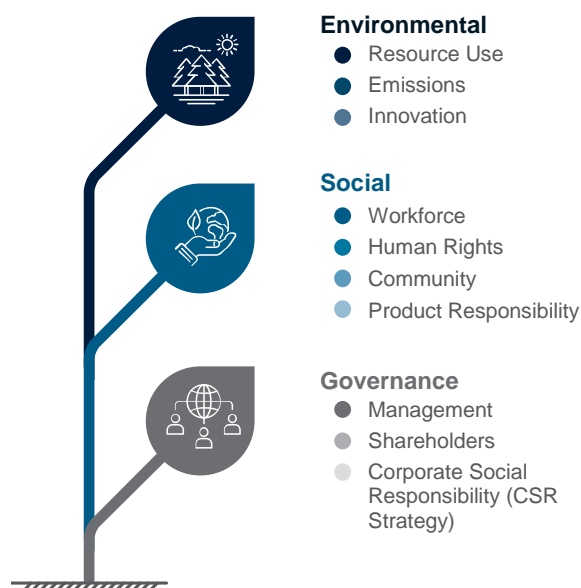 Environmental
Resource Use
Emissions
Innovation
Social
Workforce
Human Rights
Community
Product Responsibility
Governance
Management
Shareholders
Corporate Social
Responsibility (CSR
Strategy)